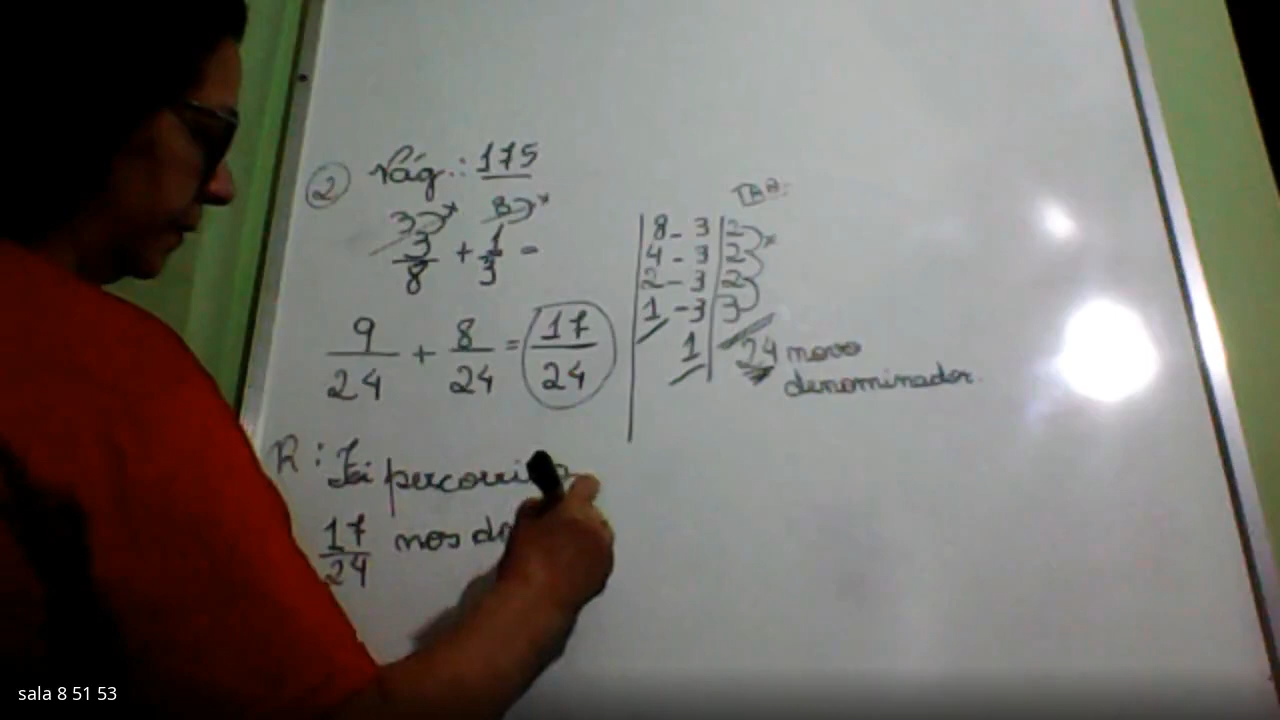 2 Pág.: 175
3 8
3/8 + 1/3 =
9/24 + 8/24 = 17/24
R: Foi
17/24 nos
8 - 3 | 2
4 - 3 | 2
2 - 3 | 2
1 - 3 | 3
1 24 novo
denominador.
sala 8 51 53